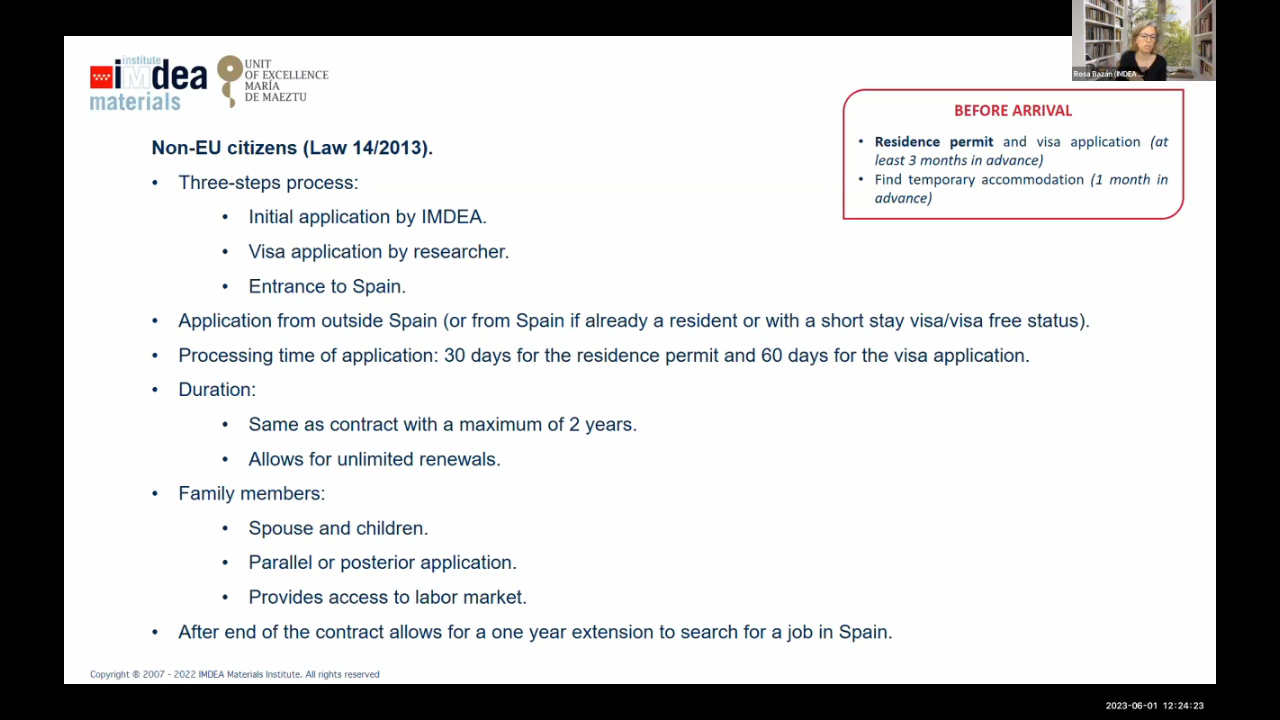 institute
imdea
materials
UNIT
OF EXCELLENCE
MARÍA
DE MAEZTU
Rosa Bazán (IMDEA ...
BEFORE ARRIVAL
• Residence permit and visa application (at
least 3 months in advance)
• Find temporary accommodation (1 month in
advance)
Non-EU citizens (Law 14/2013).
• Three-steps process:
• Initial application by IMDEA.
• Visa application by researcher.
• Entrance to Spain.
• Application from outside Spain (or from Spain if already a resident or with a short stay visa/visa free status).
• Processing time of application: 30 days for the residence permit and 60 days for the visa application.
• Duration:
• Same as contract with a maximum of 2 years.
• Allows for unlimited renewals.
• Family members:
• Spouse and children.
• Parallel or posterior application.
• Provides access to labor market.
• After end of the contract allows for a one year extension to search for a job in Spain.
Copyright ® 2007 - 2022 IMDEA Materials Institute. All rights reserved
2023-06-01 12:24:23